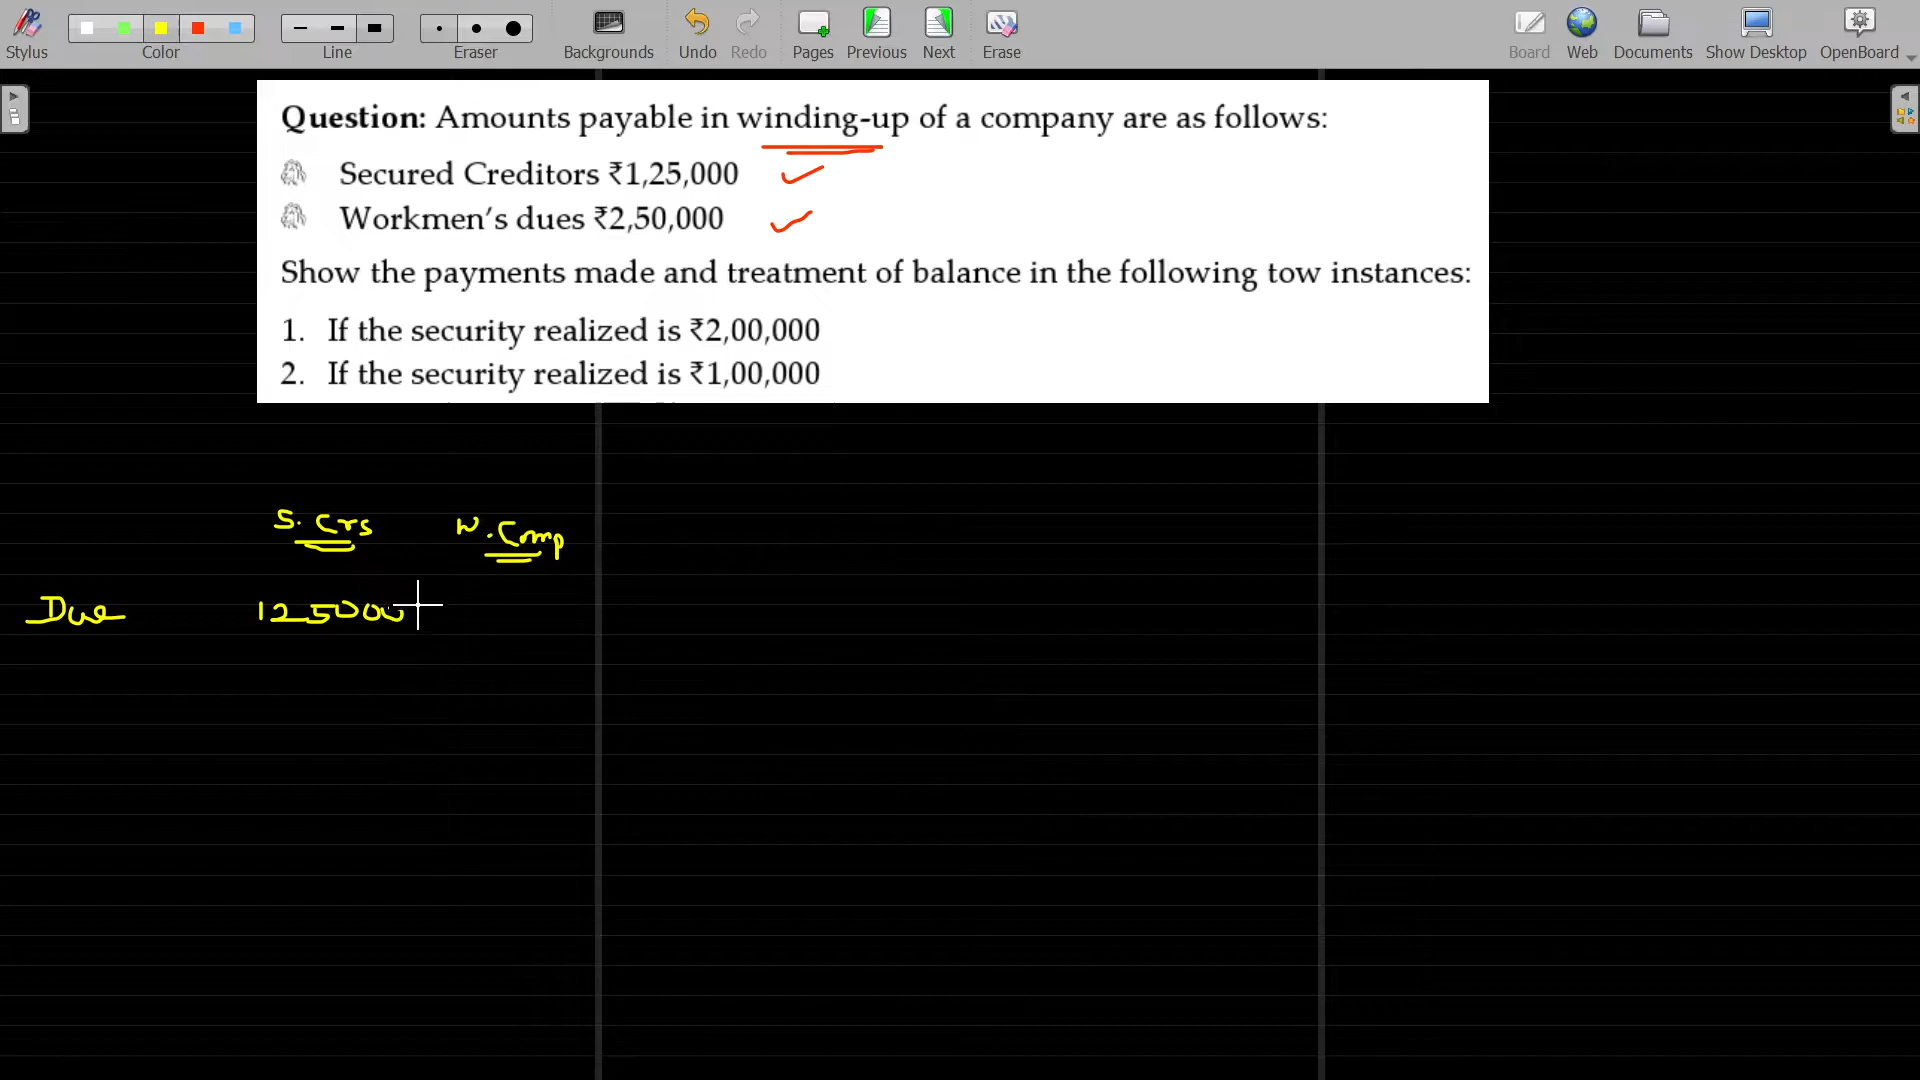 Stylus Color Line Eraser Backgrounds Undo Redo Pages Previous Next Erase Board Web Documents Show Desktop OpenBoard
Question: Amounts payable in winding-up of a company are as follows:
Secured Creditors ₹1,25,000
Workmen's dues ₹2,50,000
Show the payments made and treatment of balance in the following tow instances:
1. If the security realized is ₹2,00,000
2. If the security realized is ₹1,00,000
S. Crs W. Comp
Due 125000